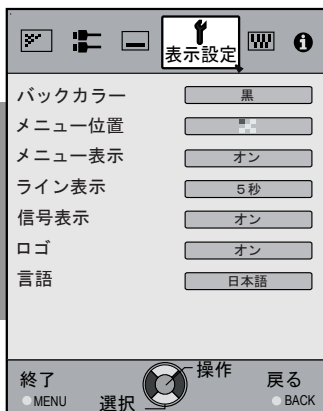 表示設定
バックカラー 黒
メニュー位置
メニュー表示 オン
ライン表示 5秒
信号表示 オン
ロゴ オン
言語 日本語
終了 操作 戻る
MENU 選択 BACK